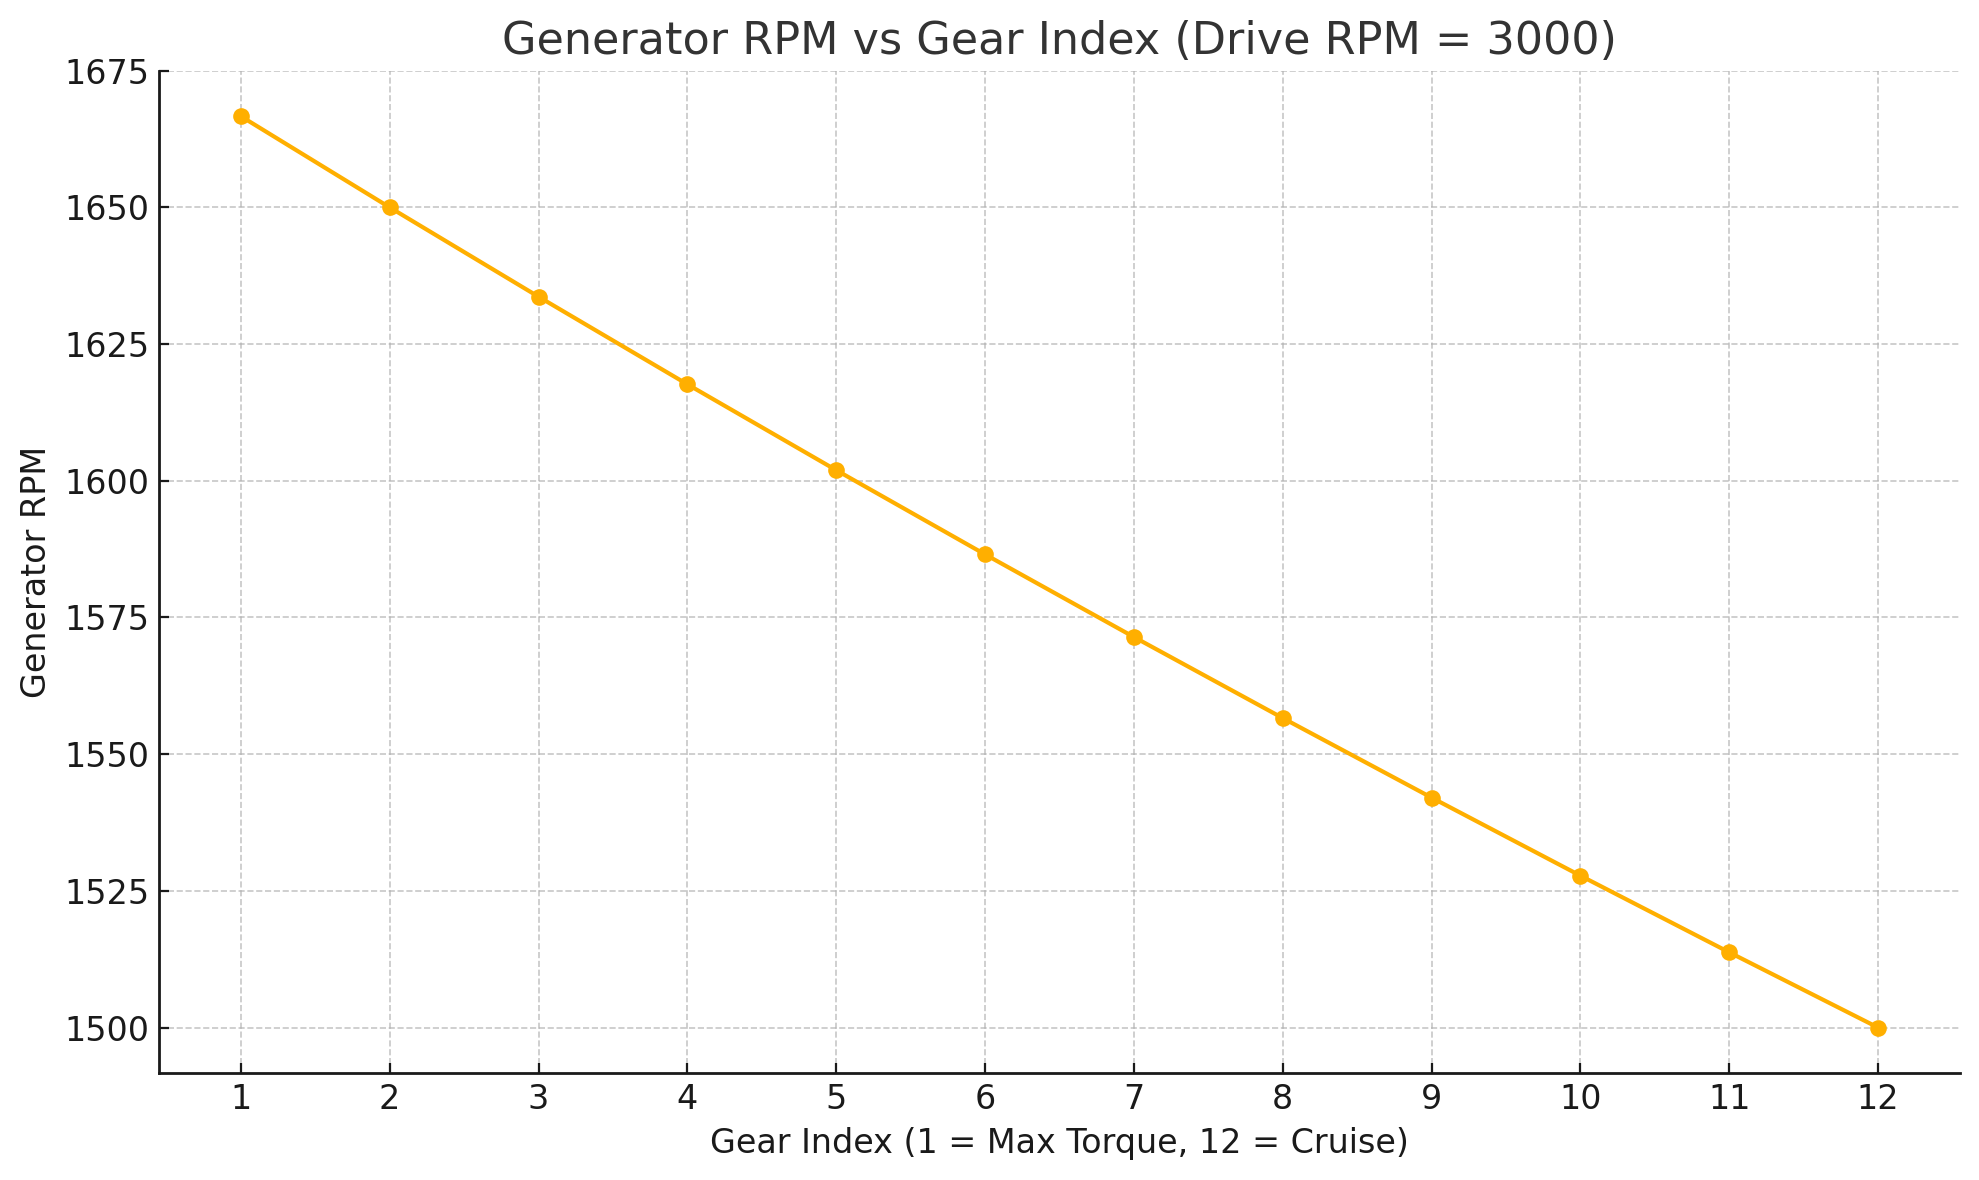 Generator RPM vs Gear Index (Drive RPM = 3000)
Generator RPM
1675
1650
1625
1600
1575
1550
1525
1500
1 2 3 4 5 6 7 8 9 10 11 12
Gear Index (1 = Max Torque, 12 = Cruise)